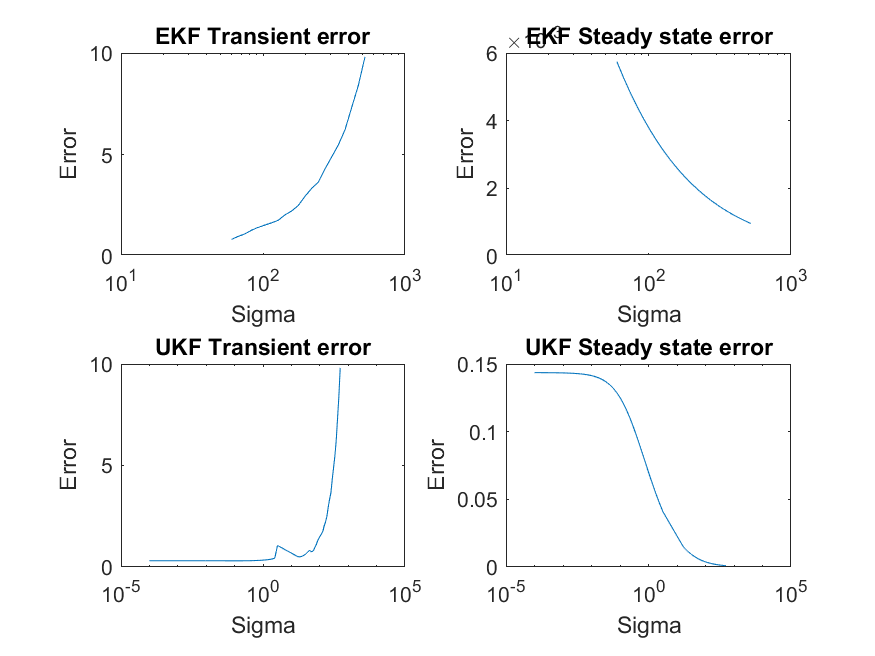 EKF Transient error
10
5
0
Error
10^1
10^2
10^3
Sigma
EKF Steady state error
6
4
2
0
Error
10^1
10^2
10^3
Sigma
UKF Transient error
10
5
0
Error
10^-5
10^0
10^5
Sigma
UKF Steady state error
0.15
0.1
0.05
0
Error
10^-5
10^0
10^5
Sigma